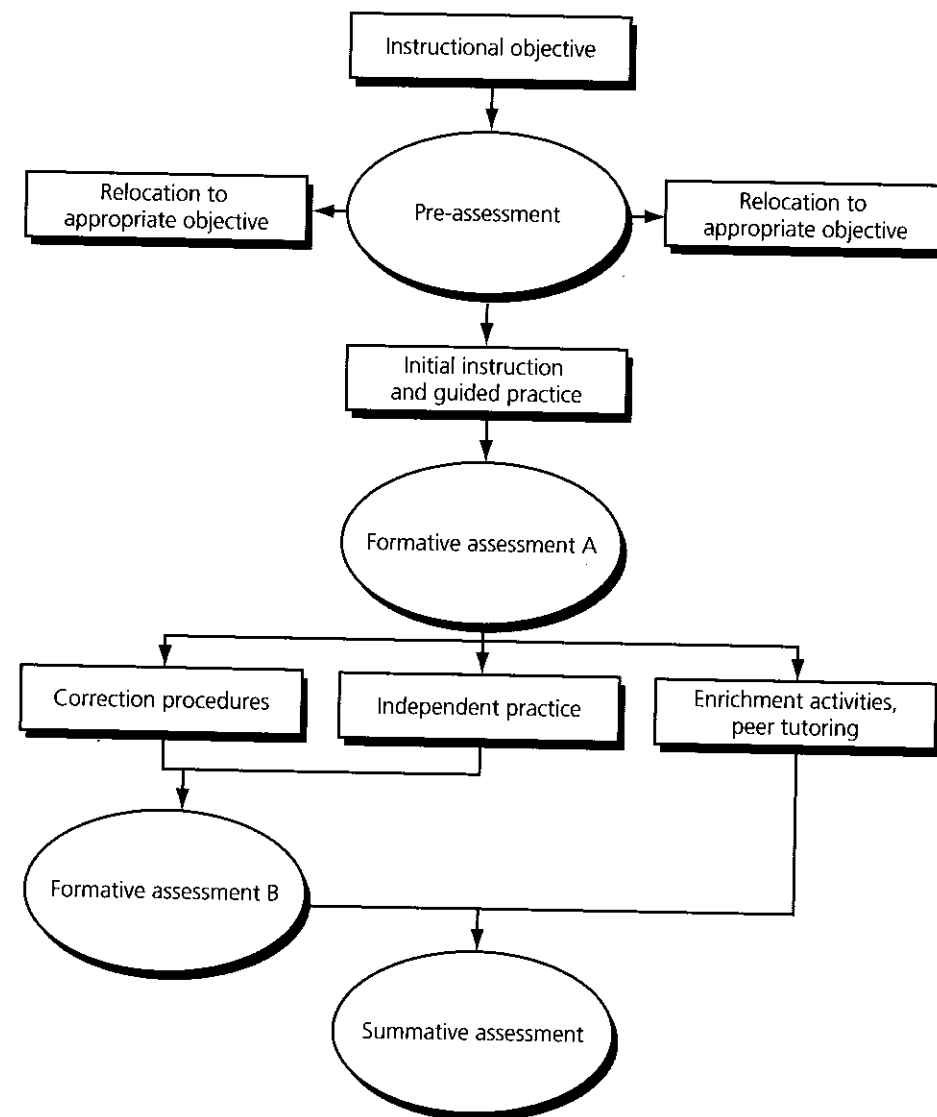 Instructional objective
Relocation to
appropriate objective
Pre-assessment
Relocation to
appropriate objective
Initial instruction
and guided practice
Formative assessment A
Correction procedures
Independent practice
Enrichment activities,
peer tutoring
Formative assessment B
Summative assessment